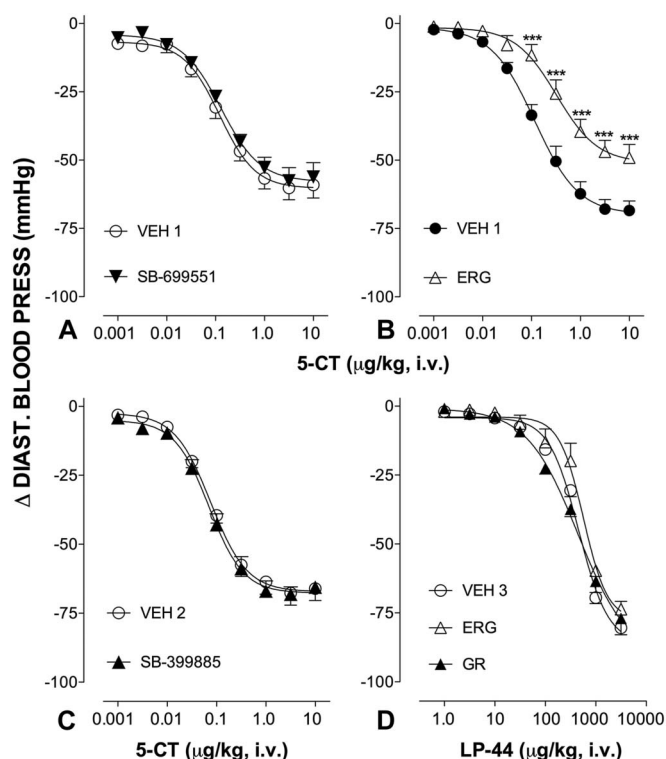 Δ DIAST. BLOOD PRESS (mmHg)
0
-25
-50
-75
-100
VEH 1
SB-699551
A
0.001 0.01 0.1 1.0 10
0
-25
-50
-75
-100
*** *** *** *** ***
VEH 1
ERG
B
0.001 0.01 0.1 1.0 10
5-CT (μg/kg, i.v.)
0
-25
-50
-75
-100
VEH 2
SB-399885
C
0.001 0.01 0.1 1.0 10
5-CT (μg/kg, i.v.)
0
-25
-50
-75
-100
VEH 3
ERG
GR
D
1.0 10 100 1000 10000
LP-44 (μg/kg, i.v.)